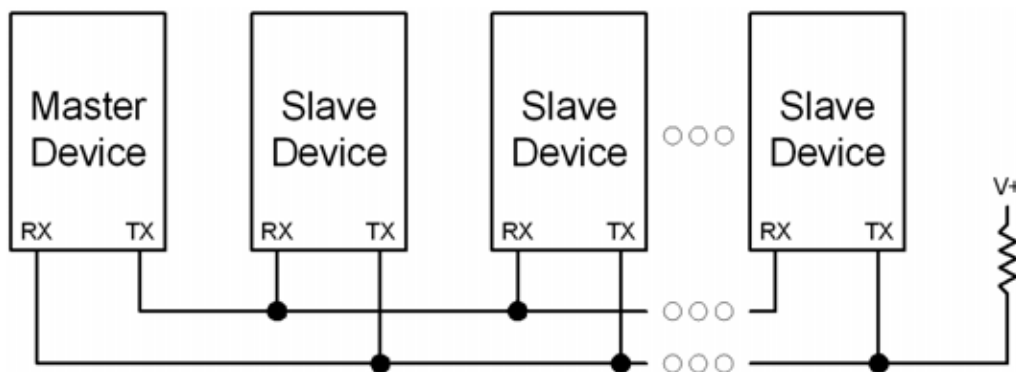 Master
Device
Slave
Device
Slave
Device
Slave
Device
V+
RX TX
RX TX
RX TX
RX TX